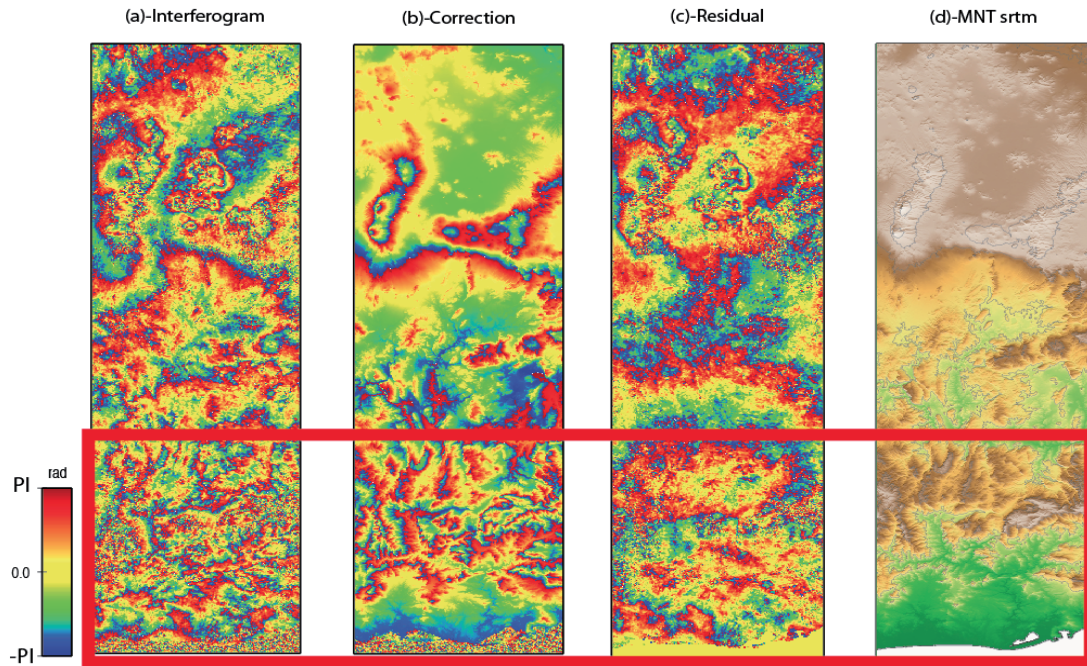 (a)-Interferogram
(b)-Correction
(c)-Residual
(d)-MNT srtm
rad
PI
0.0
-PI